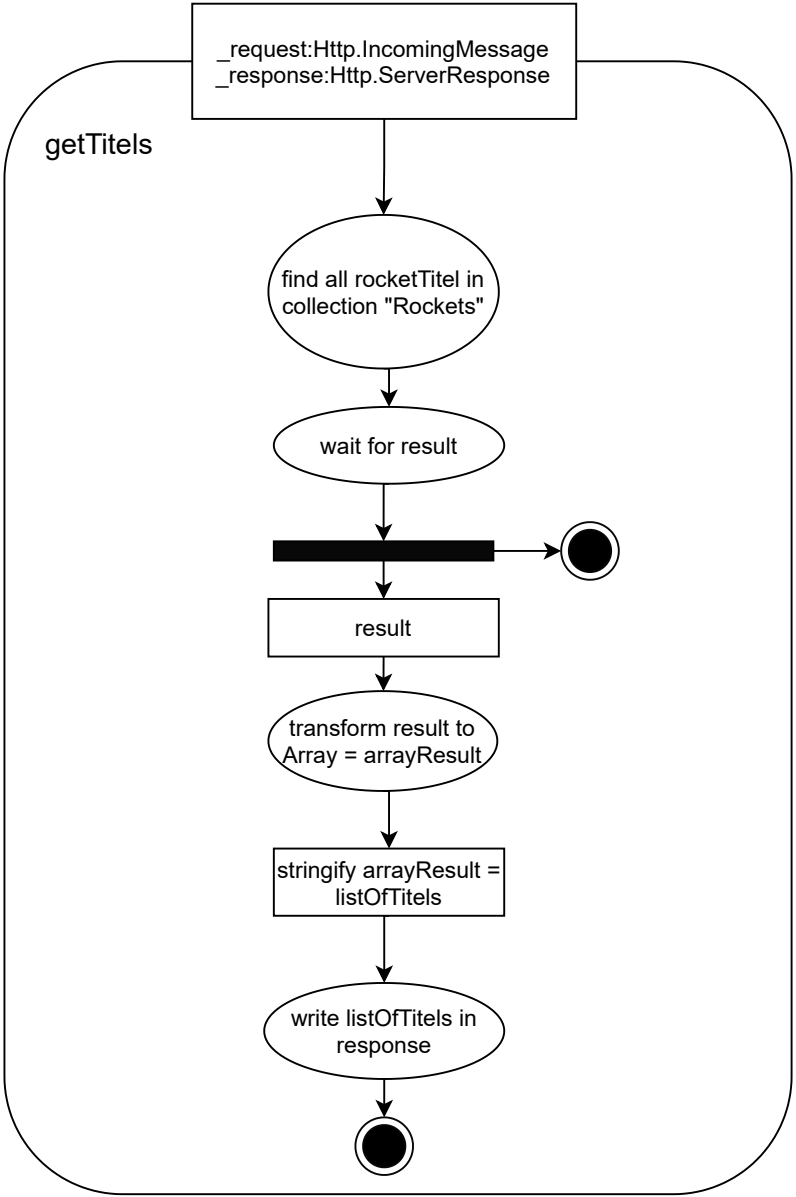 _request:Http.IncomingMessage
_response:Http.ServerResponse
getTitels
find all rocketTitel in
collection "Rockets"
wait for result
result
transform result to
Array = arrayResult
stringify arrayResult =
listOfTitels
write listOfTitels in
response